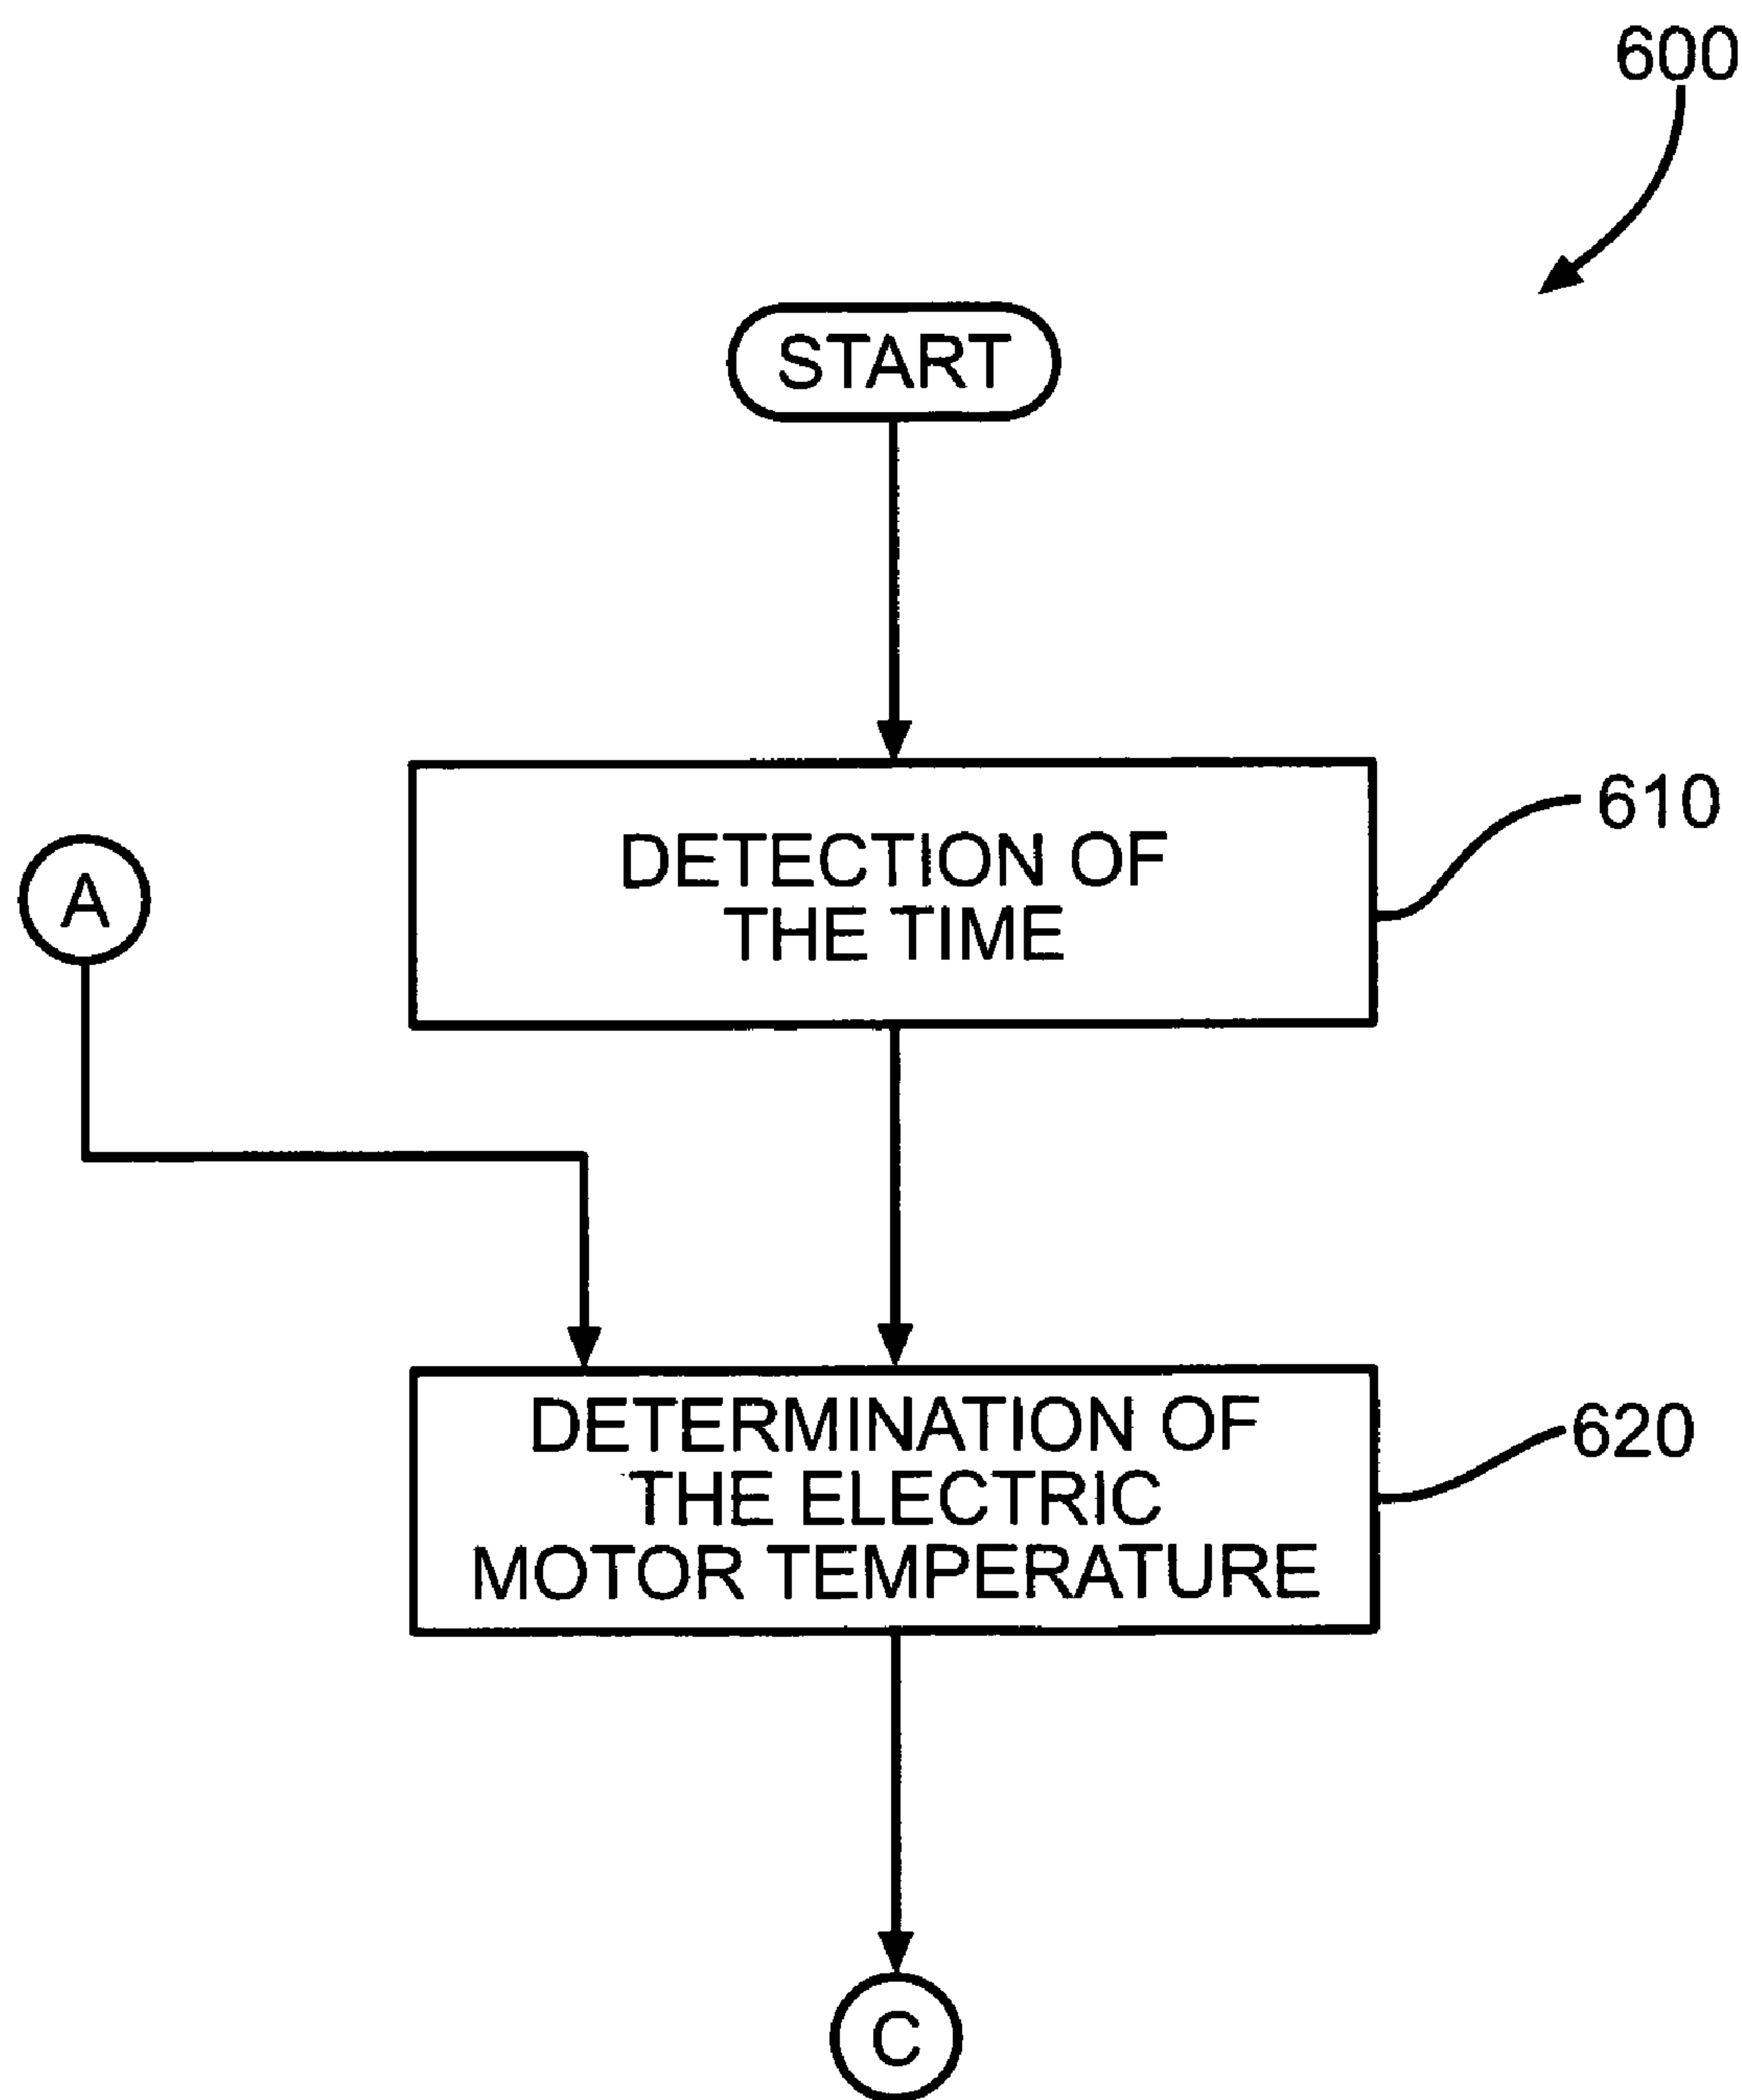 600
START
DETECTION OF
THE TIME
610
A
DETERMINATION OF
THE ELECTRIC
MOTOR TEMPERATURE
620
C